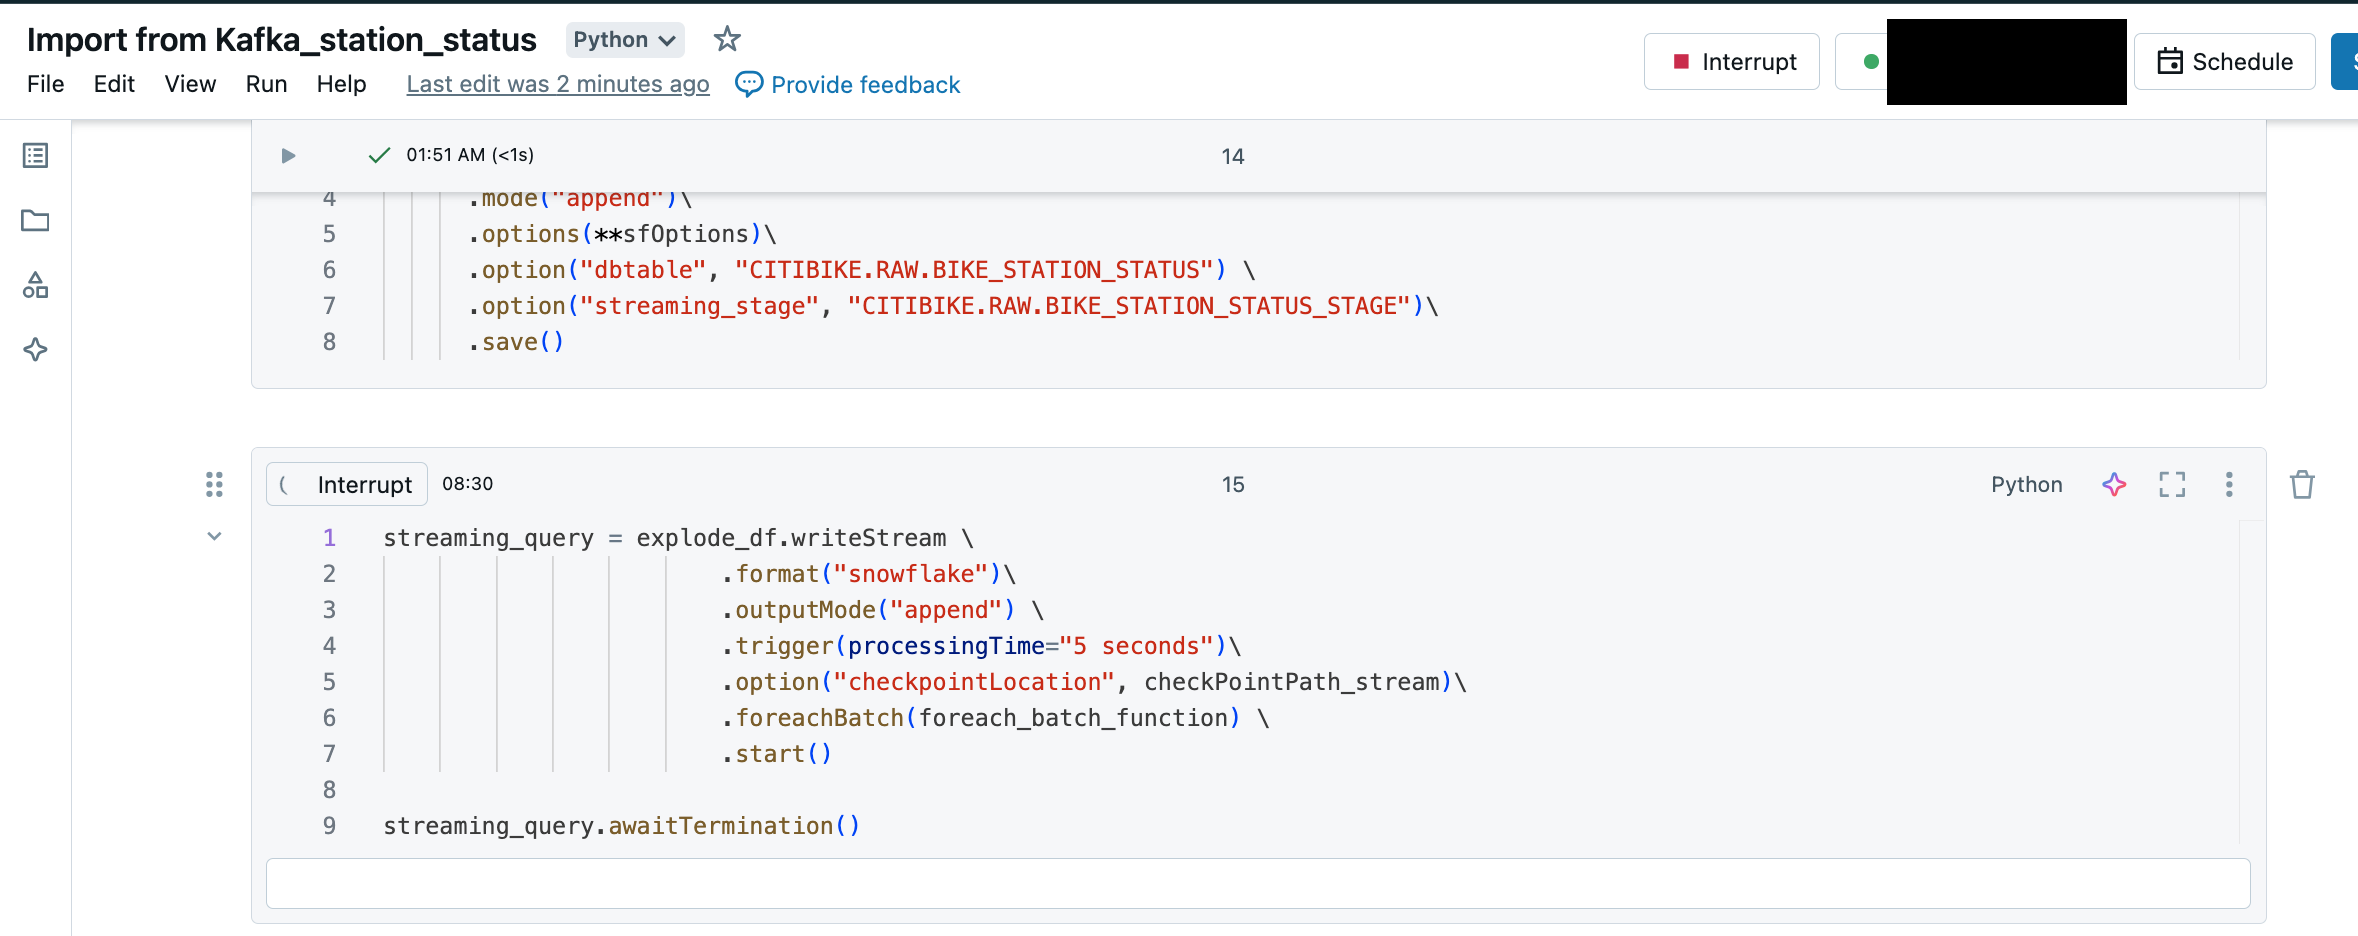 Import from Kafka_station_status Python
File Edit View Run Help Last edit was 2 minutes ago Provide feedback
Interrupt Schedule
01:51 AM (<1s) 14
4 .mode("append")\
5 .options(**sfOptions)\
6 .option("dbtable", "CITIBIKE.RAW.BIKE_STATION_STATUS") \
7 .option("streaming_stage", "CITIBIKE.RAW.BIKE_STATION_STATUS_STAGE")\
8 .save()
Interrupt 08:30 15 Python
1 streaming_query = explode_df.writeStream \
2 .format("snowflake")\
3 .outputMode("append") \
4 .trigger(processingTime="5 seconds")\
5 .option("checkpointLocation", checkPointPath_stream)\
6 .foreachBatch(foreach_batch_function) \
7 .start()
8
9 streaming_query.awaitTermination()